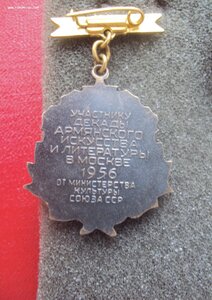 УЧАСТНИКУ
ДЕКАДЫ
АРМЯНСКОГО
ИСКУССТВА
И ЛИТЕРАТУРЫ
В МОСКВЕ
1956
ОТ МИНИСТЕРСТВА
КУЛЬТУРЫ
СОЮЗА ССР